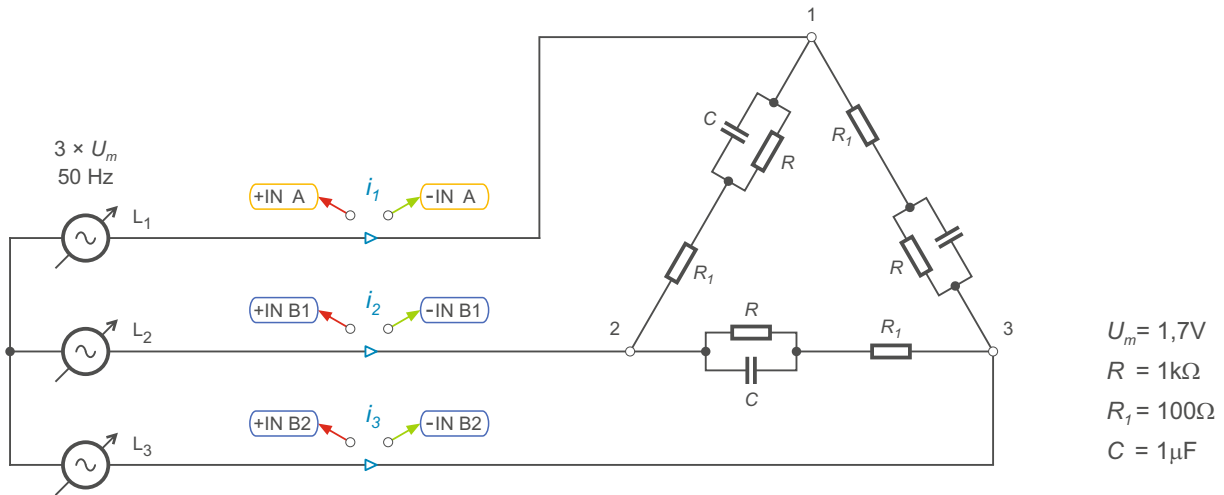 1
C
R
R₁
3 × Uₘ
50 Hz
+IN A
i₁
-IN A
L₁
R
R₁
+IN B1
i₂
-IN B1
L₂
2
R
R₁
3
C
Uₘ= 1,7V
R = 1kΩ
R₁ = 100Ω
C = 1μF
+IN B2
i₃
-IN B2
L₃